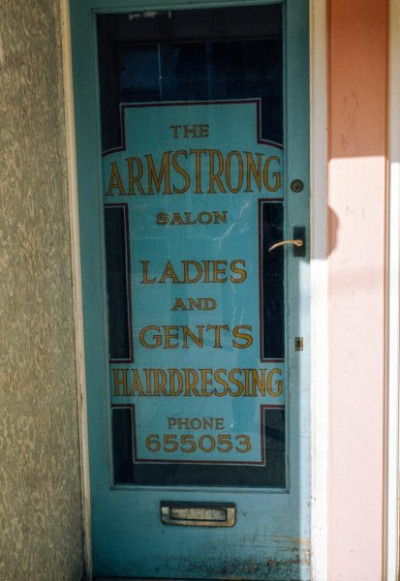 THE
ARMSTRONG
SALON
LADIES
AND
GENTS
HAIRDRESSING
PHONE
655053